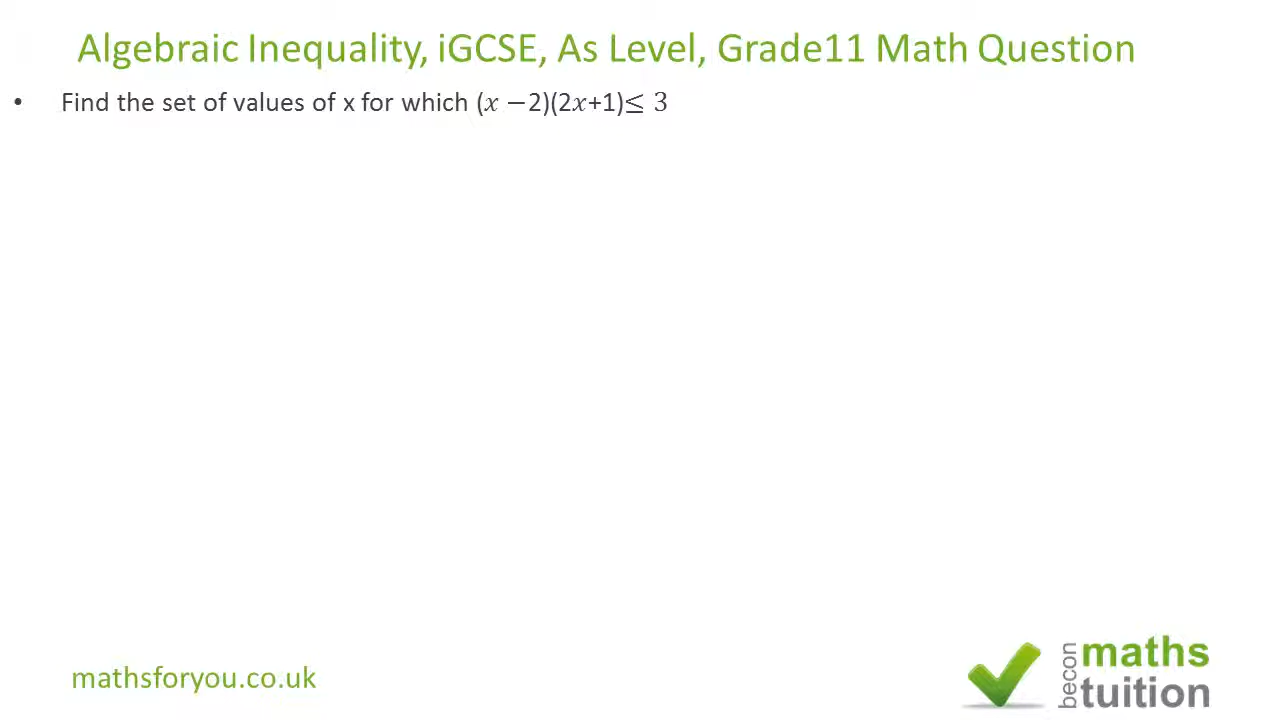 Algebraic Inequality, iGCSE, As Level, Grade11 Math Question
• Find the set of values of x for which (𝑥 −2)(2𝑥+1)≤ 3
mathsforyou.co.uk
becon maths tuition